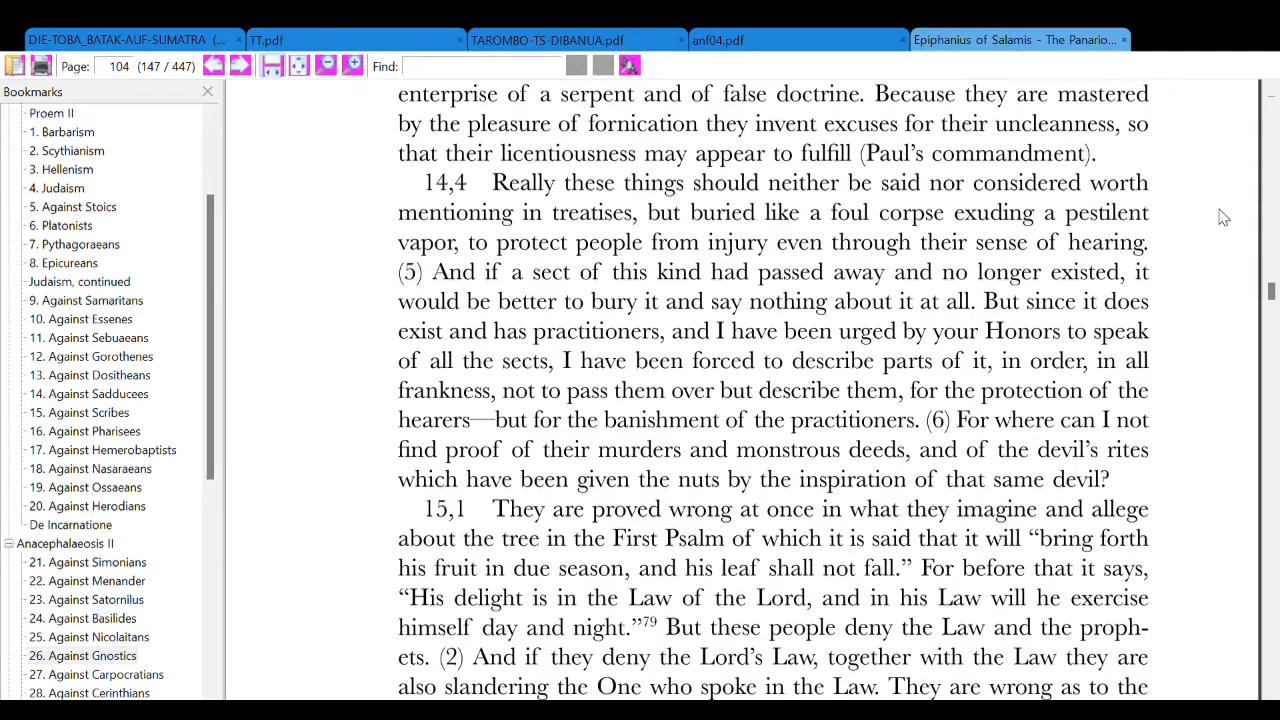 DIE-TOBA_BATAK-AUF-SUMATRA (... × TT.pdf × TAROMBO-TS-DIBANUA.pdf × anf04.pdf × Epiphanius of Salamis - The Panario... ×
Page: 104 (147 / 447) Find:
Bookmarks
Proem II
1. Barbarism
2. Scythianism
3. Hellenism
4. Judaism
5. Against Stoics
6. Platonists
7. Pythagoraeans
8. Epicureans
Judaism, continued
9. Against Samaritans
10. Against Essenes
11. Against Sebuaeans
12. Against Gorothenes
13. Against Dositheans
14. Against Sadducees
15. Against Scribes
16. Against Pharisees
17. Against Hemerobaptists
18. Against Nasaraeans
19. Against Ossaeans
20. Against Herodians
De Incarnatione
Anacephalaeosis II
21. Against Simonians
22. Against Menander
23. Against Satornilus
24. Against Basilides
25. Against Nicolaitans
26. Against Gnostics
27. Against Carpocratians
28. Against Cerinthians
enterprise of a serpent and of false doctrine. Because they are mastered
by the pleasure of fornication they invent excuses for their uncleanness, so
that their licentiousness may appear to fulfill (Paul’s commandment).
14,4 Really these things should neither be said nor considered worth
mentioning in treatises, but buried like a foul corpse exuding a pestilent
vapor, to protect people from injury even through their sense of hearing.
(5) And if a sect of this kind had passed away and no longer existed, it
would be better to bury it and say nothing about it at all. But since it does
exist and has practitioners, and I have been urged by your Honors to speak
of all the sects, I have been forced to describe parts of it, in order, in all
frankness, not to pass them over but describe them, for the protection of the
hearers—but for the banishment of the practitioners. (6) For where can I not
find proof of their murders and monstrous deeds, and of the devil’s rites
which have been given the nuts by the inspiration of that same devil?
15,1 They are proved wrong at once in what they imagine and allege
about the tree in the First Psalm of which it is said that it will “bring forth
his fruit in due season, and his leaf shall not fall.” For before that it says,
“His delight is in the Law of the Lord, and in his Law will he exercise
himself day and night.”79 But these people deny the Law and the proph-
ets. (2) And if they deny the Lord’s Law, together with the Law they are
also slandering the One who spoke in the Law. They are wrong as to the